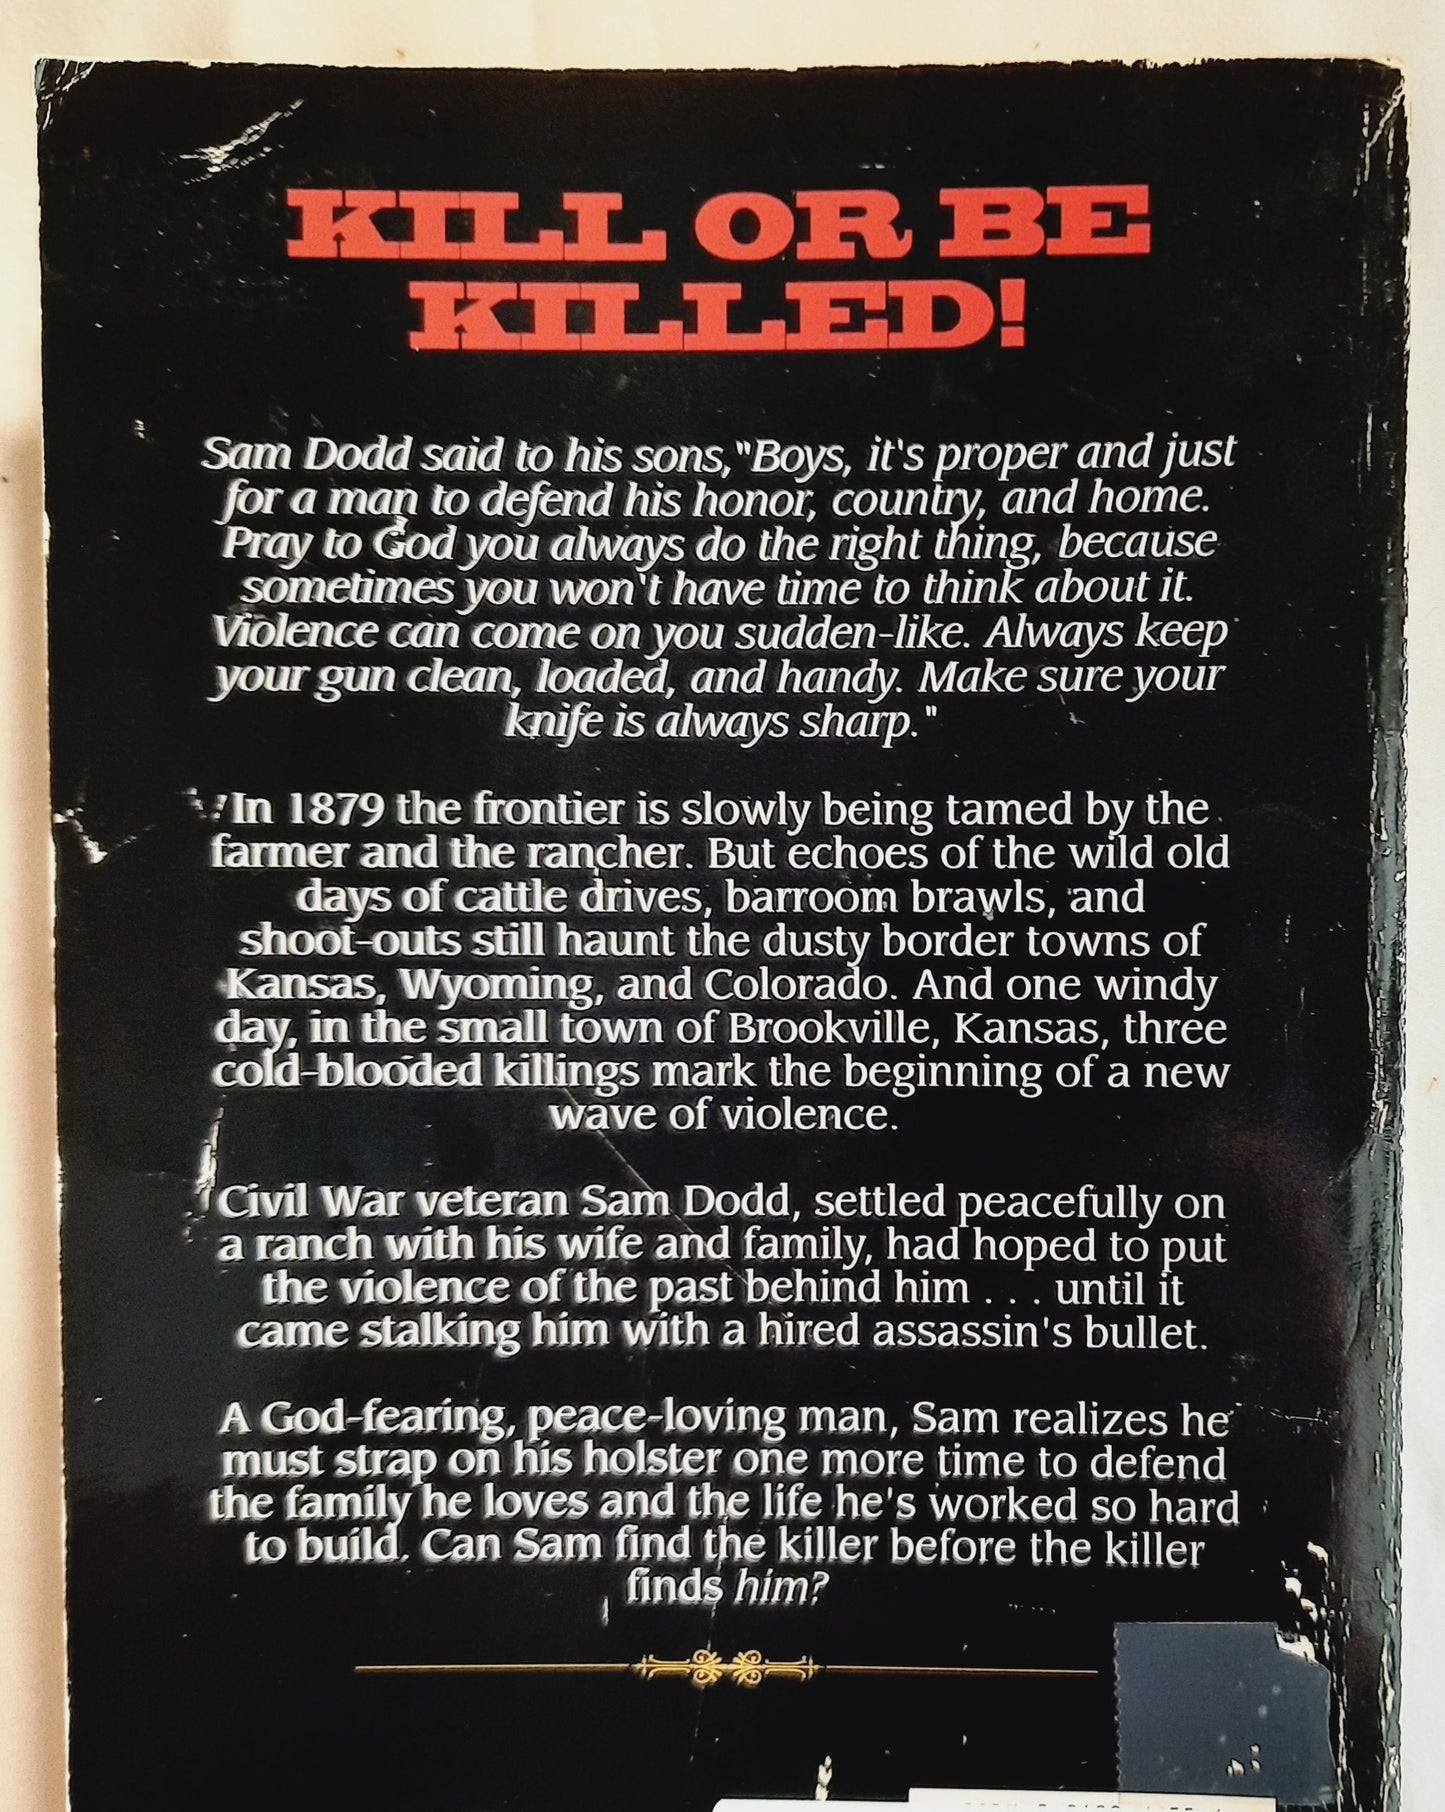 KILL OR BE
KILLED!
Sam Dodd said to his sons,"Boys, it's proper and just
for a man to defend his honor, country, and home.
Pray to God you always do the right thing, because
sometimes you won't have time to think about it.
Violence can come on you sudden-like. Always keep
your gun clean, loaded, and handy. Make sure your
knife is always sharp."
In 1879 the frontier is slowly being tamed by the
farmer and the rancher. But echoes of the wild old
days of cattle drives, barroom brawls, and
shoot-outs still haunt the dusty border towns of
Kansas, Wyoming, and Colorado. And one windy
day, in the small town of Brookville, Kansas, three
cold-blooded killings mark the beginning of a new
wave of violence.
Civil War veteran Sam Dodd, settled peacefully on
a ranch with his wife and family, had hoped to put
the violence of the past behind him . . . until it
came stalking him with a hired assassin's bullet.
A God-fearing, peace-loving man, Sam realizes he
must strap on his holster one more time to defend
the family he loves and the life he's worked so hard
to build. Can Sam find the killer before the killer
finds him?